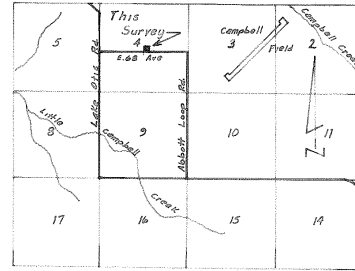 This
Survey
4
E. 68 Ave
5
Lake Otis Rd.
Campbell
3
Field
2
Campbell Creek
Little
8
Campbell
9
Abbott Loop Rd.
10
11
N
17
16
Creek
15
14